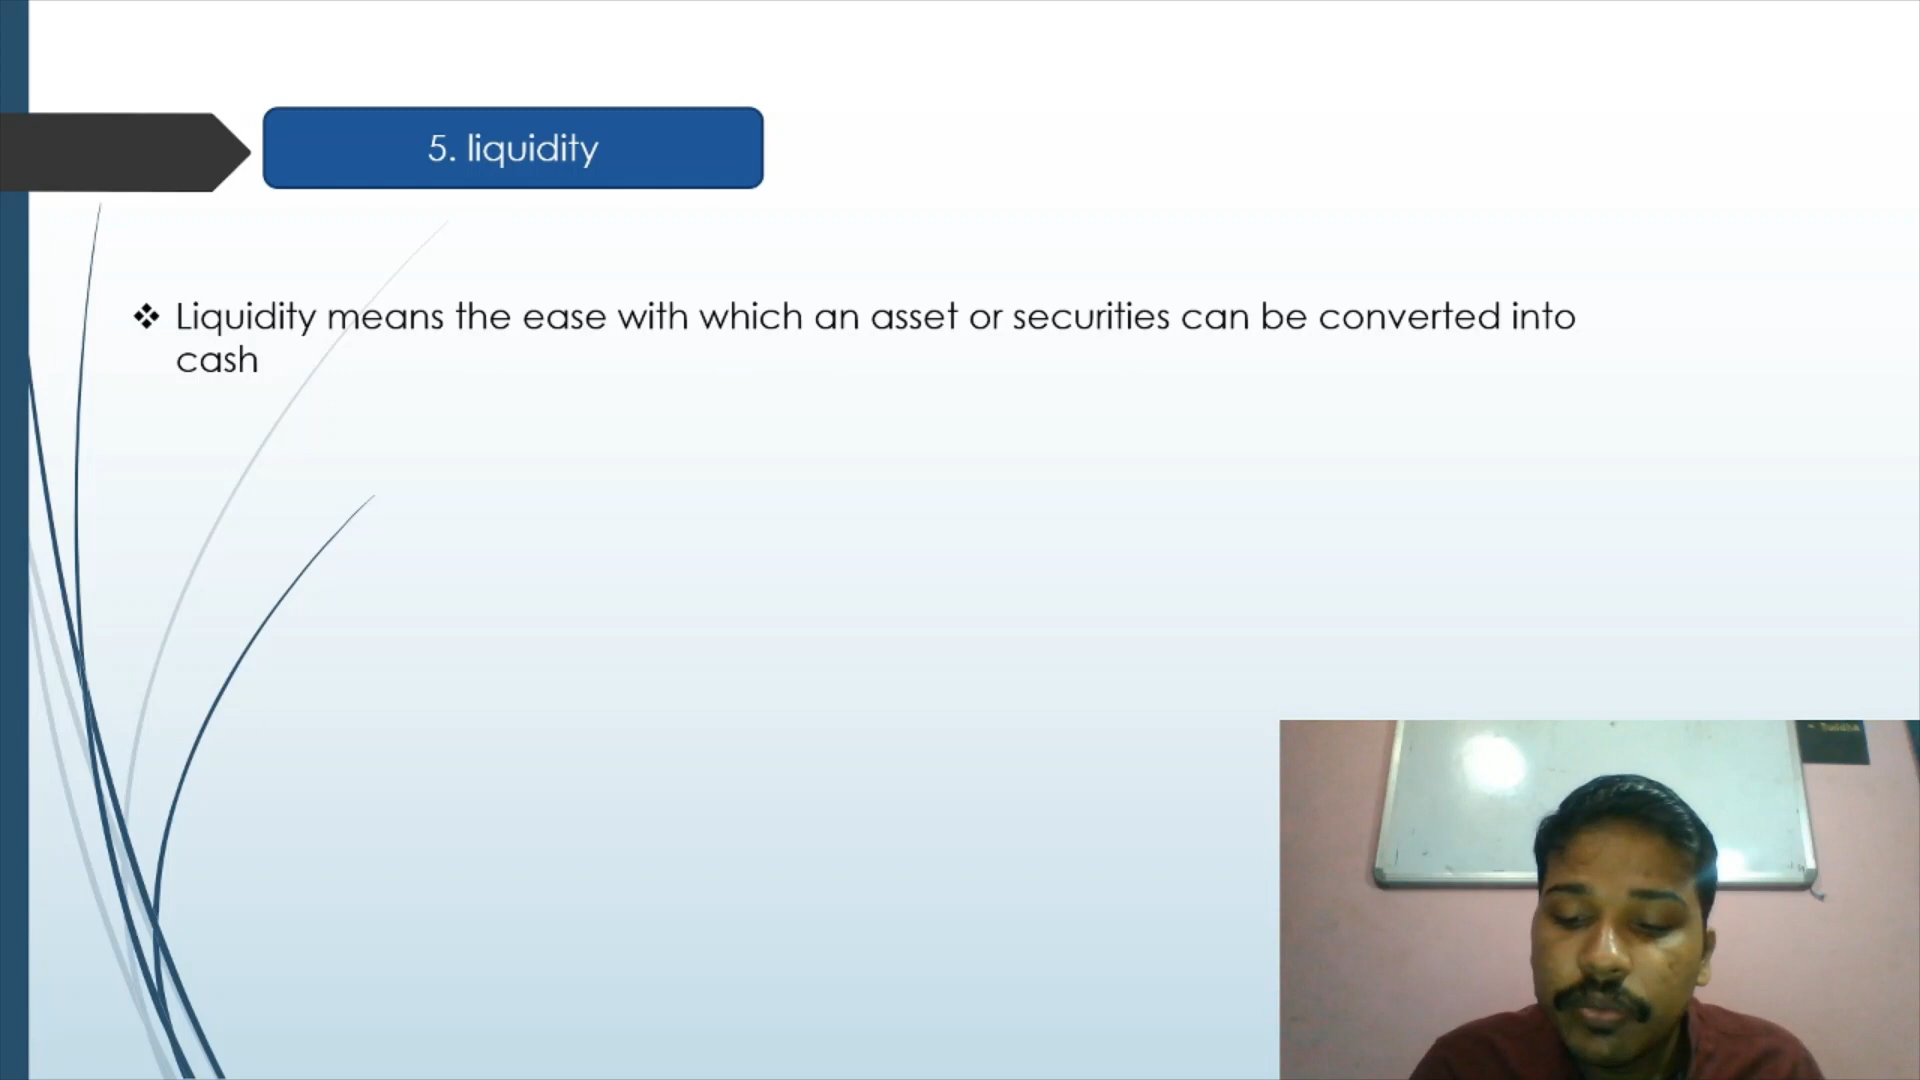 5. liquidity
❖ Liquidity means the ease with which an asset or securities can be converted into
cash